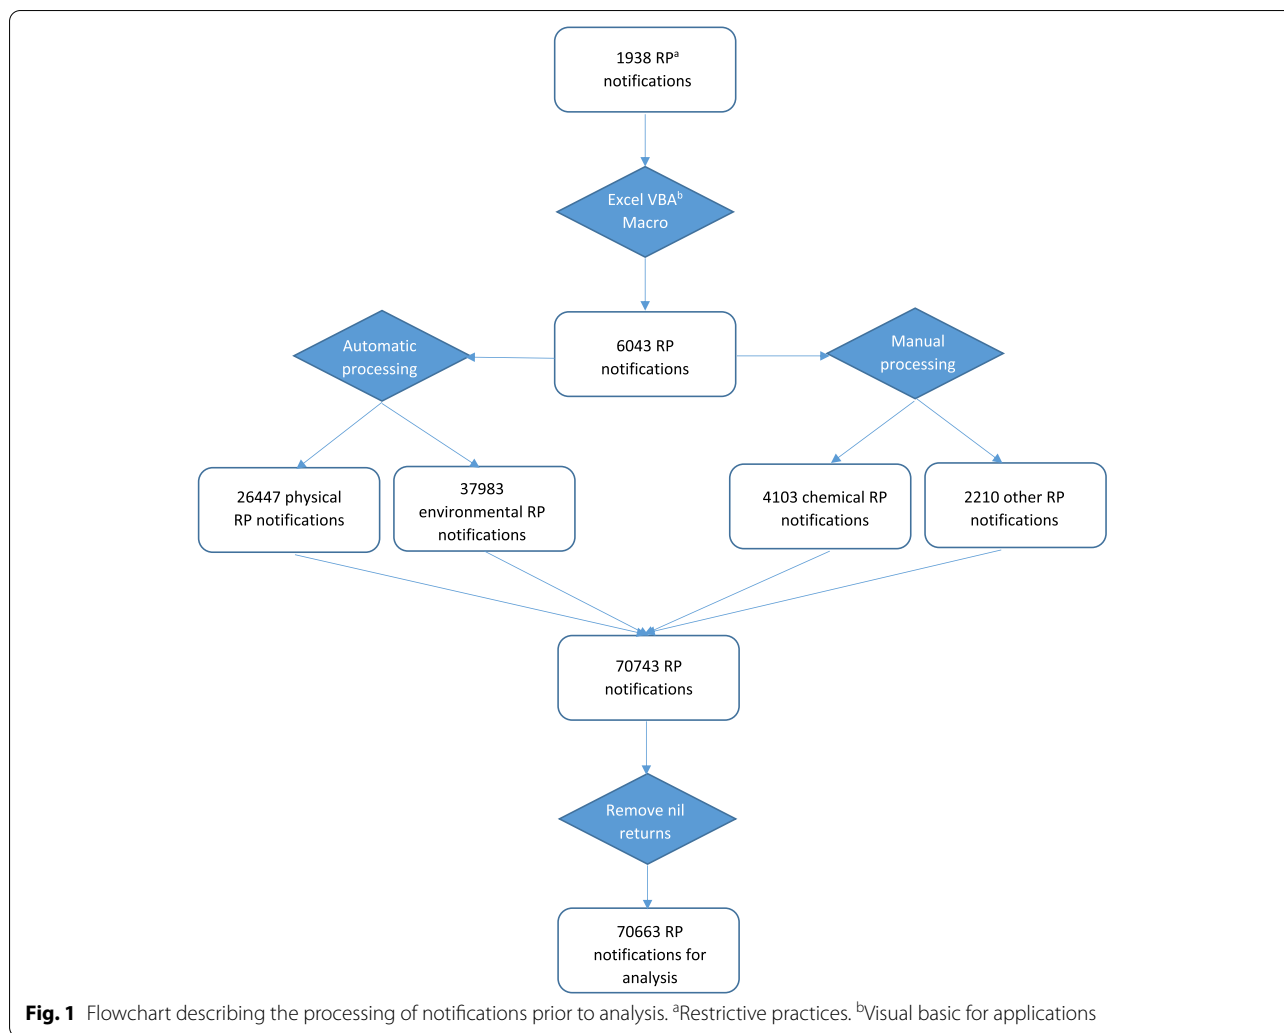 1938 RPᵃ
notifications
Excel VBAᵇ
Macro
6043 RP
notifications
Automatic
processing
Manual
processing
26447 physical
RP notifications
37983
environmental RP
notifications
4103 chemical RP
notifications
2210 other RP
notifications
70743 RP
notifications
Remove nil
returns
70663 RP
notifications for
analysis
Fig. 1 Flowchart describing the processing of notifications prior to analysis. ᵃRestrictive practices. ᵇVisual basic for applications